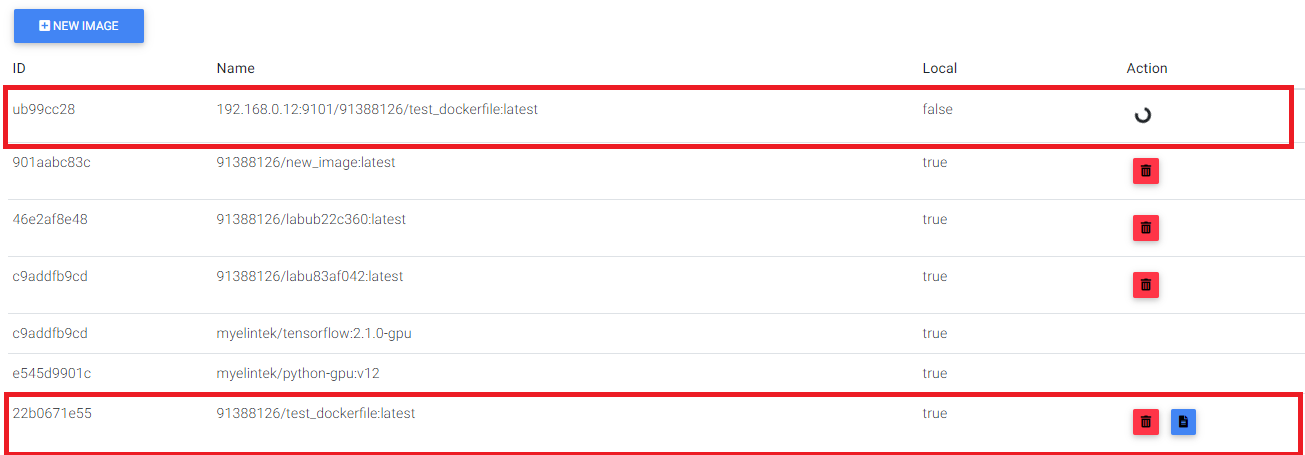 NEW IMAGE
ID Name Local Action
ub99cc28 192.168.0.12:9101/91388126/test_dockerfile:latest false
901aabc83c 91388126/new_image:latest true
46e2af8e48 91388126/labub22c360:latest true
c9addfb9cd 91388126/labu83af042:latest true
c9addfb9cd myelintek/tensorflow:2.1.0-gpu true
e545d9901c myelintek/python-gpu:v12 true
22b0671e55 91388126/test_dockerfile:latest true